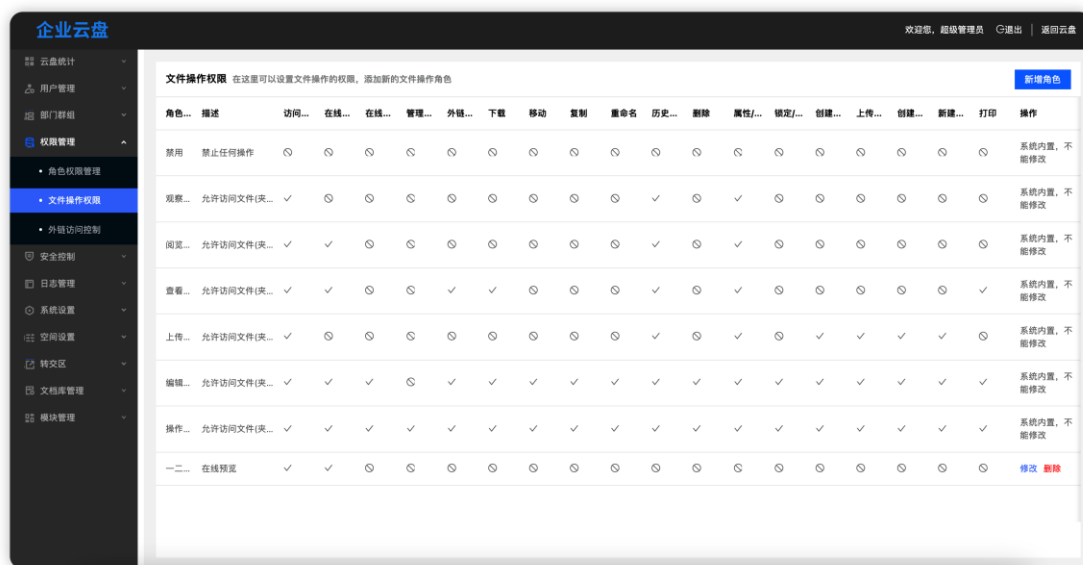 企业云盘
欢迎您，超级管理员 退出 | 返回云盘
云盘统计
用户管理
部门群组
权限管理
• 角色权限管理
• 文件操作权限
• 外链访问控制
安全控制
日志管理
系统设置
空间设置
转交区
文档库管理
模块管理
文件操作权限 在这里可以设置文件操作的权限，添加新的文件操作角色
新增角色
角色... 描述 访问... 在线... 在线... 管理... 外链... 下载 移动 复制 重命名 历史... 删除 属性/... 锁定/... 创建... 上传... 创建... 新建... 打印 操作
禁用 禁止任何操作 系统内置，不
能修改
观察... 允许访问文件(夹... 系统内置，不
能修改
阅览... 允许访问文件(夹... 系统内置，不
能修改
查看... 允许访问文件(夹... 系统内置，不
能修改
上传... 允许访问文件(夹... 系统内置，不
能修改
编辑... 允许访问文件(夹... 系统内置，不
能修改
操作... 允许访问文件(夹... 系统内置，不
能修改
一二... 在线预览 修改 删除